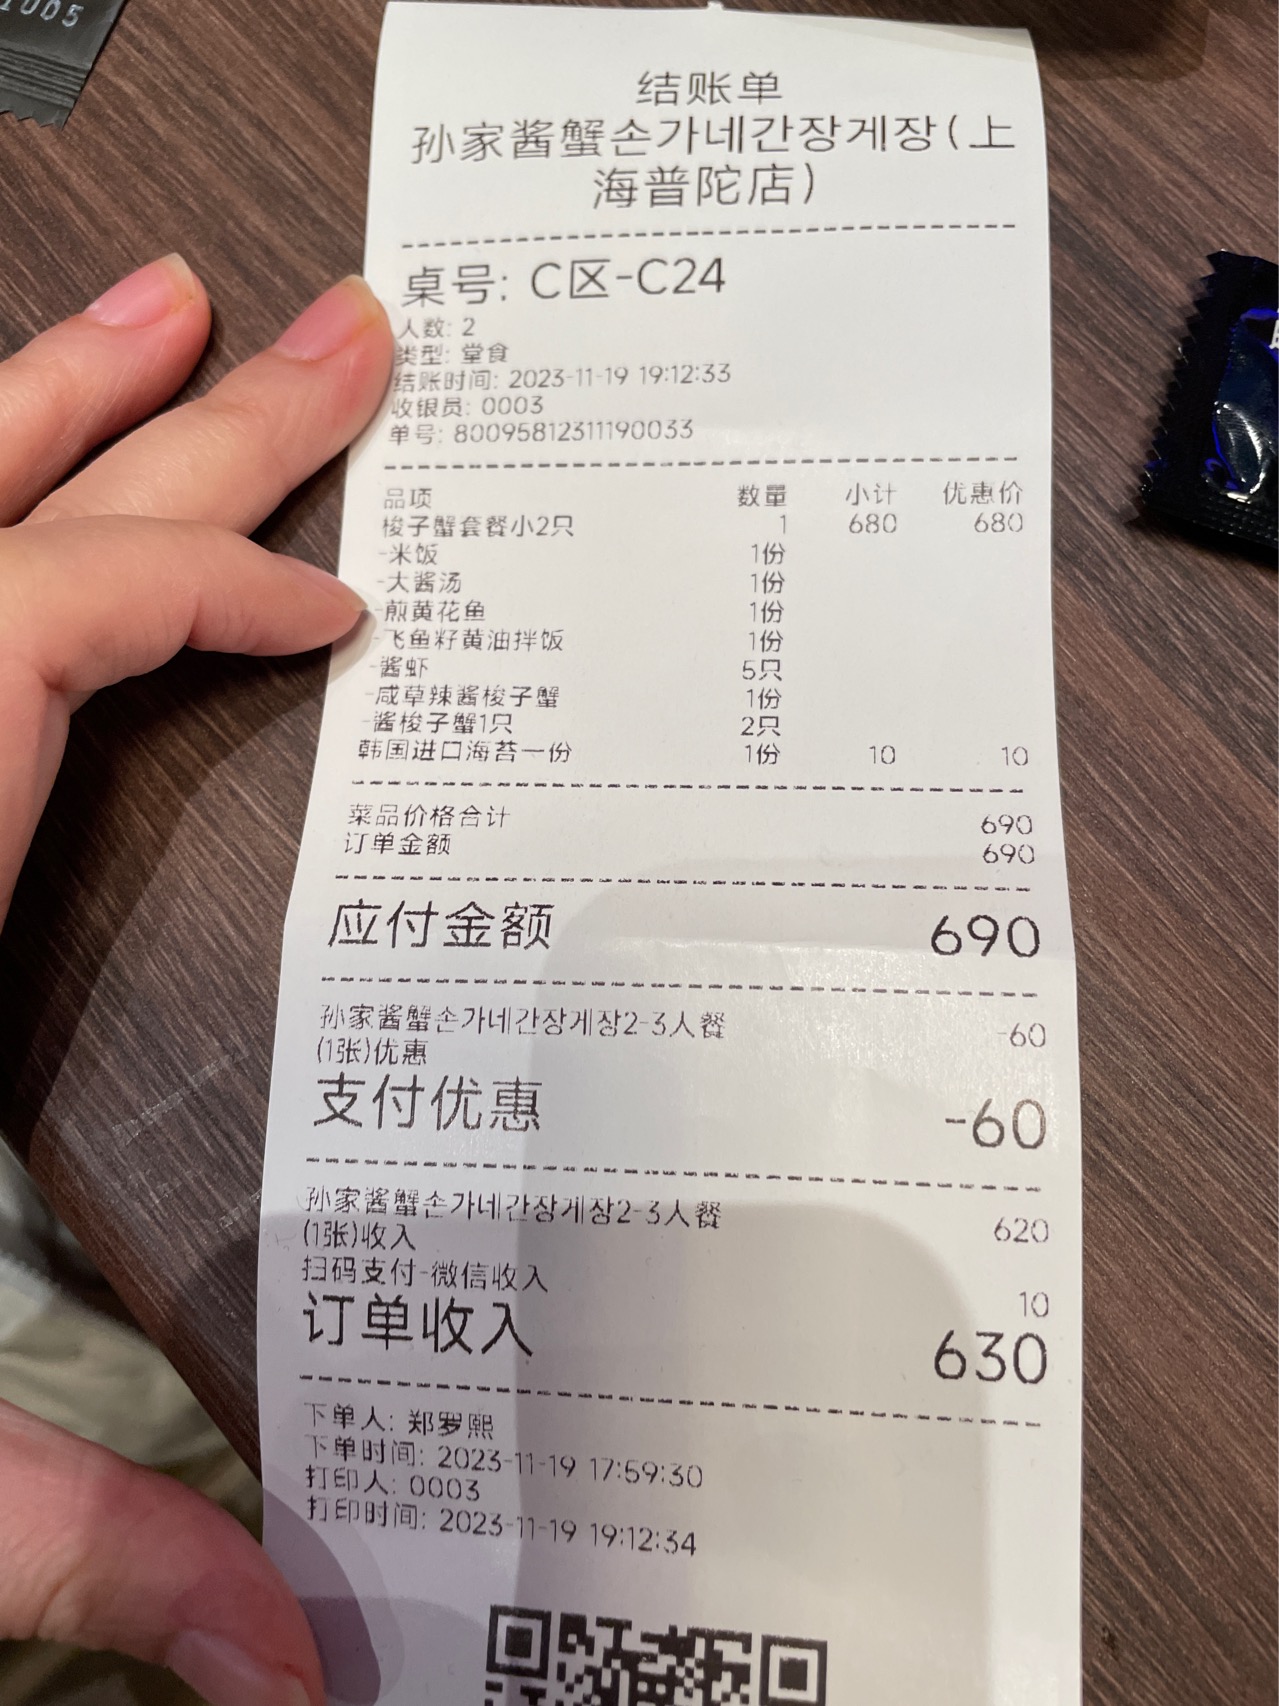 1005
结账单
孙家酱蟹손가네간장게장(上
海普陀店)
桌号: C区-C24
人数: 2
类型: 堂食
结账时间: 2023-11-19 19:12:33
收银员: 0003
单号: 80095812311190033
品项 数量 小计 优惠价
梭子蟹套餐小2只 1 680 680
-米饭 1份
-大酱汤 1份
-煎黄花鱼 1份
-飞鱼籽黄油拌饭 1份
-酱虾 5只
-咸草辣酱梭子蟹 1份
-酱梭子蟹1只 2只
韩国进口海苔一份 1份 10 10
菜品价格合计 690
订单金额 690
应付金额 690
孙家酱蟹손가네간장게장2-3人餐 -60
(1张)优惠
支付优惠 -60
孙家酱蟹손가네간장게장2-3人餐 620
(1张)收入
扫码支付-微信收入 10
订单收入 630
下单人: 郑罗熙
下单时间: 2023-11-19 17:59:30
打印人: 0003
打印时间: 2023-11-19 19:12:34